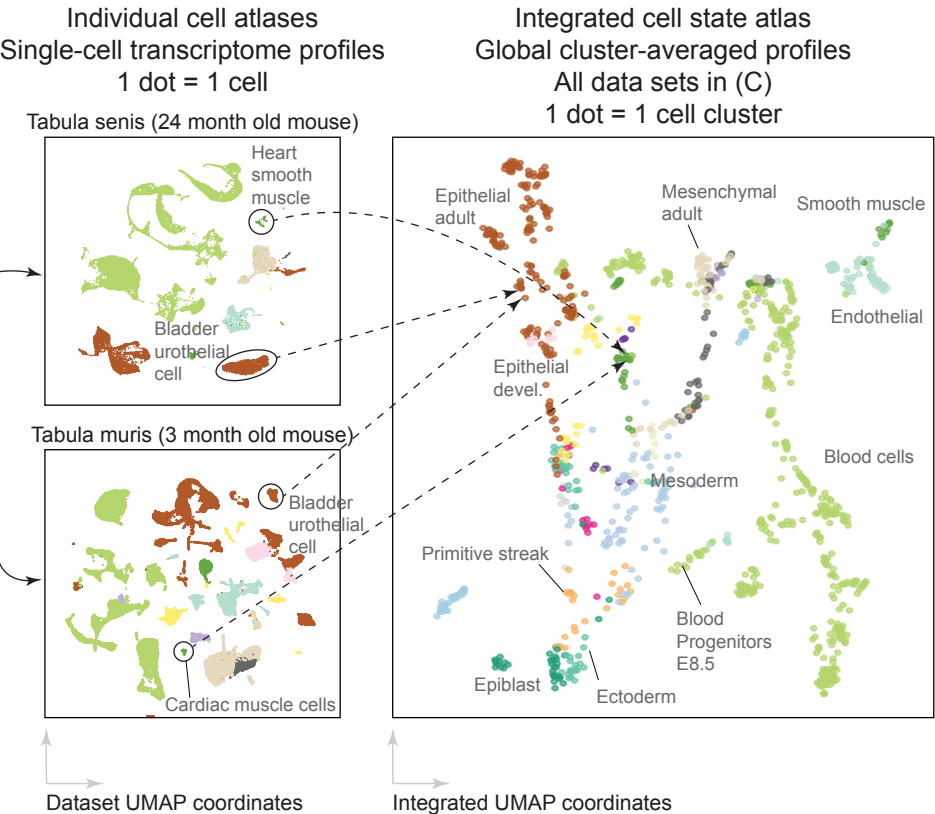 Individual cell atlases
Single-cell transcriptome profiles
1 dot = 1 cell
Tabula senis (24 month old mouse)
Heart
smooth
muscle
Bladder
urothelial
cell
Tabula muris (3 month old mouse)
Bladder
urothelial
cell
Cardiac muscle cells
Dataset UMAP coordinates
Integrated cell state atlas
Global cluster-averaged profiles
All data sets in (C)
1 dot = 1 cell cluster
Epithelial
adult
Mesenchymal
adult
Smooth muscle
Endothelial
Epithelial
devel.
Blood cells
Mesoderm
Primitive streak
Blood
Progenitors
E8.5
Epiblast
Ectoderm
Integrated UMAP coordinates